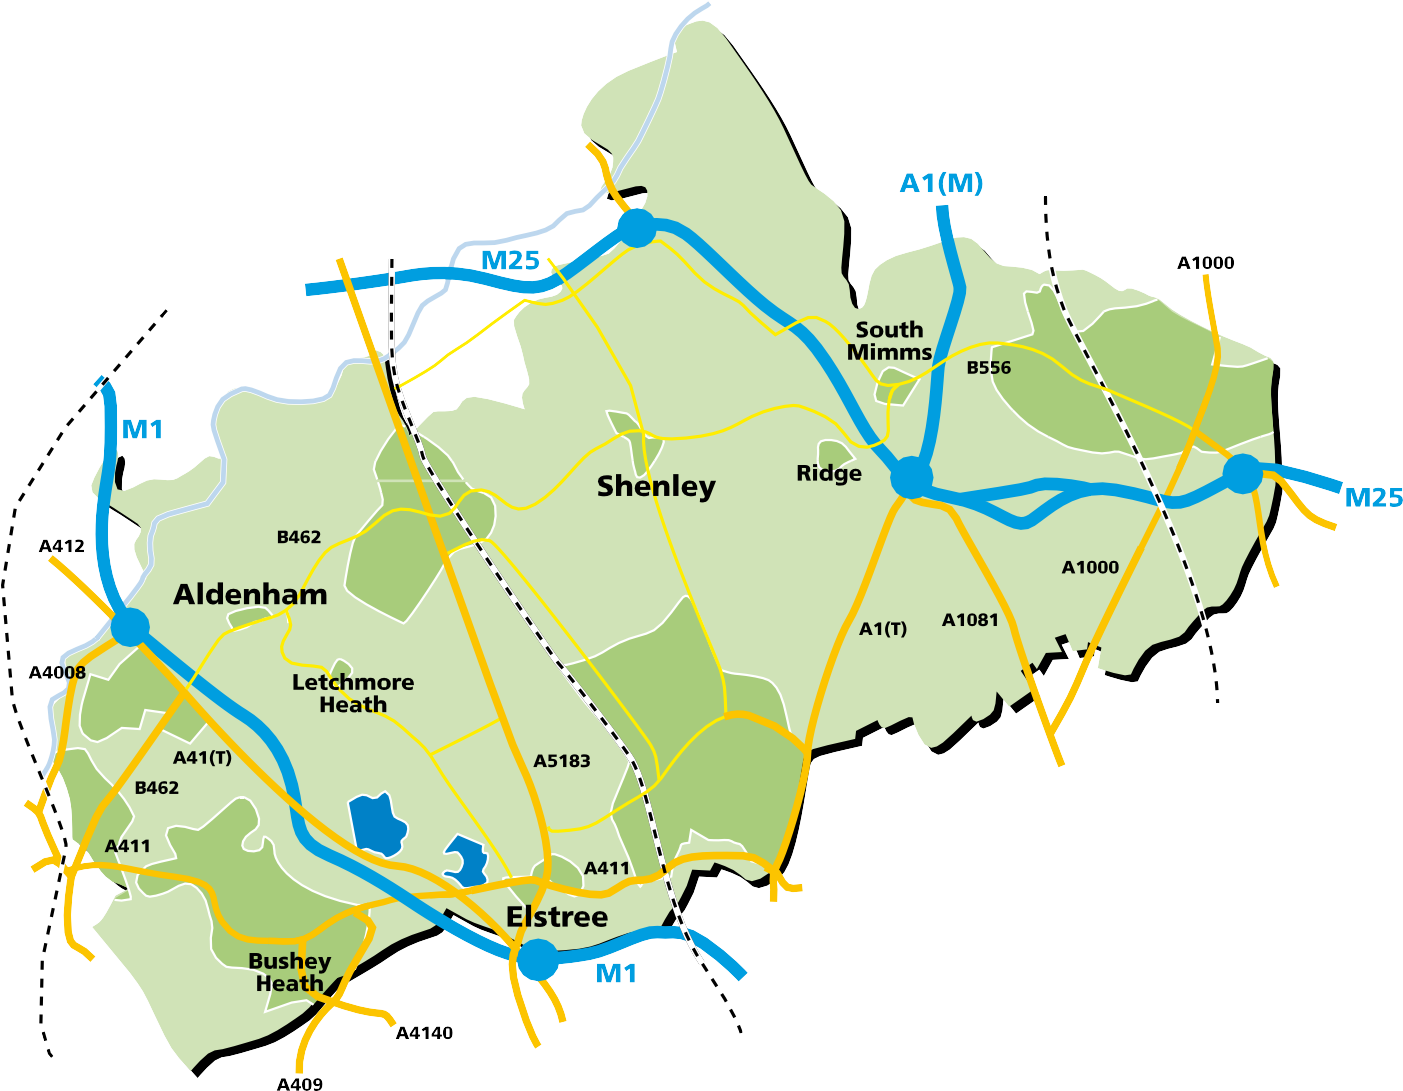 A1(M)
M25
A1000
South
Mimms
B556
M1
Ridge
Shenley
M25
B462
A412
A1000
Aldenham
A1(T)
A1081
A4008
Letchmore
Heath
A41(T)
A5183
B462
A411
A411
Elstree
Bushey
Heath
M1
A4140
A409